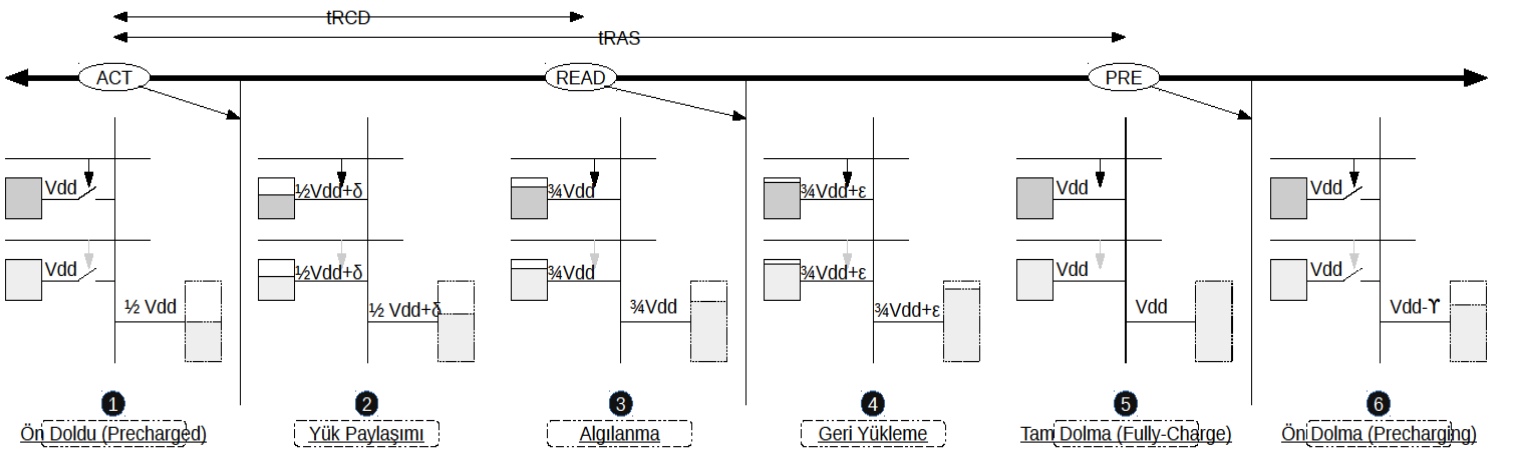 tRCD
tRAS
ACT READ PRE
Vdd ½Vdd+δ ¾Vdd ¾Vdd+ε Vdd Vdd
Vdd ½Vdd+δ ¾Vdd ¾Vdd+ε Vdd Vdd
½ Vdd ½ Vdd+δ ¾Vdd ¾Vdd+ε Vdd Vdd-ϒ
1 2 3 4 5 6
Ön Doldu (Precharged) Yük Paylaşımı Algılanma Geri Yükleme Tam Dolma (Fully-Charge) Ön Dolma (Precharging)